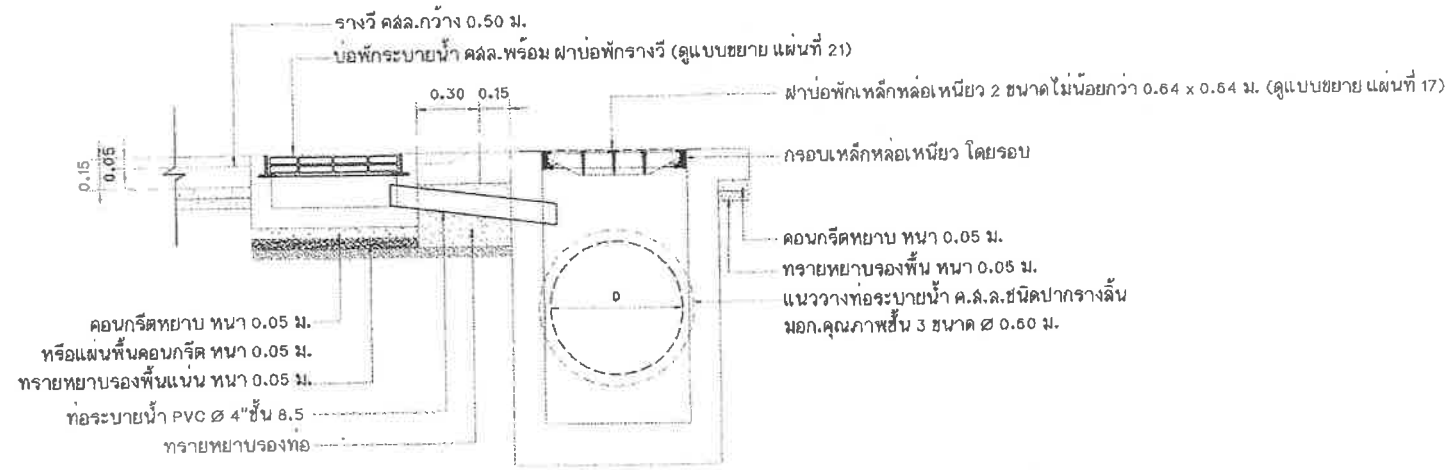 รางวี คสล.กว้าง 0.50 ม.
บ่อพักระบายน้ำ คสล.พร้อม ฝาบ่อพักรางวี (ดูแบบขยาย แผ่นที่ 21)
0.30 0.15
ฝาบ่อพักเหล็กหล่อเหนียว 2 ขนาดไม่น้อยกว่า 0.64 x 0.64 ม. (ดูแบบขยาย แผ่นที่ 17)
กรอบเหล็กหล่อเหนียว โดยรอบ
0.15
0.05
คอนกรีตหยาบ หนา 0.05 ม.
ทรายหยาบรองพื้น หนา 0.05 ม.
แนววางท่อระบายน้ำ ค.ส.ล.ชนิดปากรางลิ้น
มอก.คุณภาพชั้น 3 ขนาด Ø 0.60 ม.
D
คอนกรีตหยาบ หนา 0.05 ม.
หรือแผ่นพื้นคอนกรีต หนา 0.05 ม.
ทรายหยาบรองพื้นแน่น หนา 0.05 ม.
ท่อระบายน้ำ PVC Ø 4"ชั้น 8.5
ทรายหยาบรองท่อ